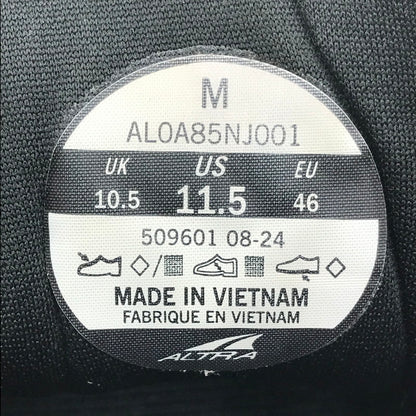 M
AL0A85NJ001
UK US EU
10.5 11.5 46
509601 08-24
MADE IN VIETNAM
FABRIQUE EN VIETNAM
ALTRA